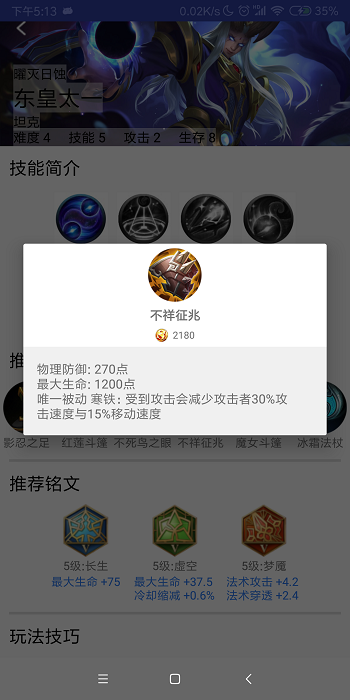 下午5:13
0.02K/s
35%
曜灭日蚀
东皇太一
坦克
难度 4 技能 5 攻击 2 生存 8
技能简介
不祥征兆
2180
物理防御: 270点
最大生命: 1200点
唯一被动 寒铁：受到攻击会减少攻击者30%攻
击速度与15%移动速度
推
影忍之足 红莲斗篷 不死鸟之眼 不祥征兆 魔女斗篷 冰霜法杖
推荐铭文
5级:长生 5级:虚空 5级:梦魇
最大生命 +75 最大生命 +37.5 法术攻击 +4.2
冷却缩减 +0.6% 法术穿透 +2.4
玩法技巧